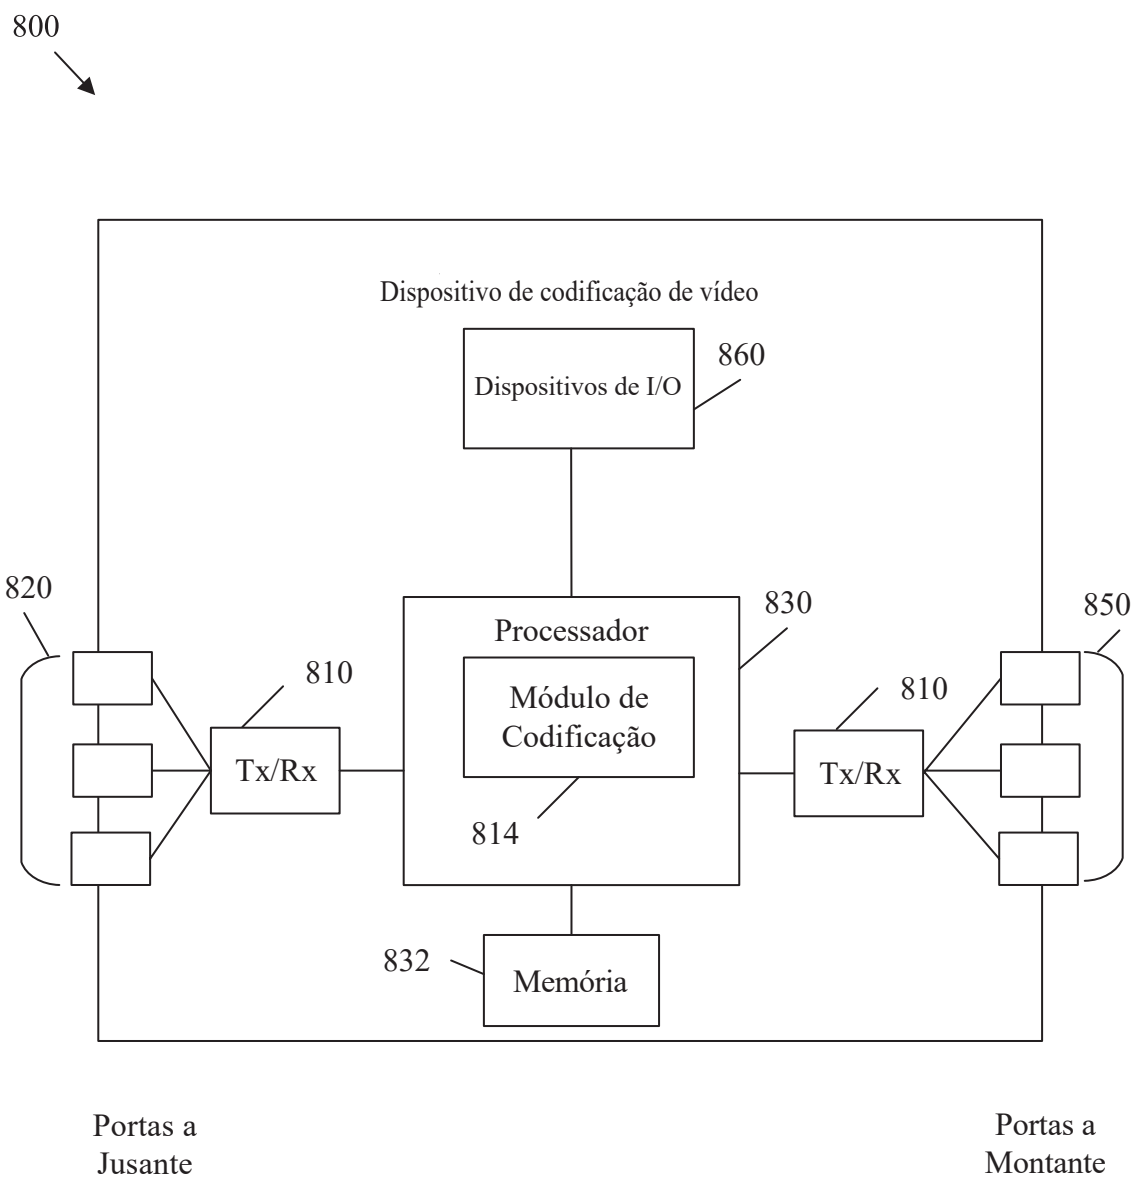 800
Dispositivo de codificação de vídeo
860
Dispositivos de I/O
820
830
850
Processador
810
810
Módulo de
Codificação
Tx/Rx
Tx/Rx
814
832
Memória
Portas a
Jusante
Portas a
Montante